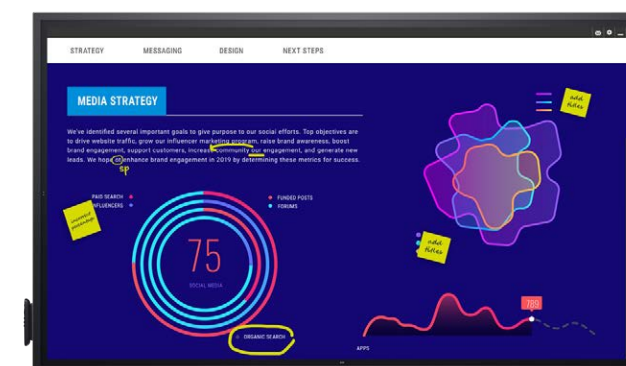 STRATEGY MESSAGING DESIGN NEXT STEPS
MEDIA STRATEGY
We've identified several important goals to give purpose to our social efforts. Top objectives are
to drive website traffic, grow our influencer marketing program, raise brand awareness, boost
brand engagement, support customers, increase community our engagement, and generate new
leads. We hope ot enhance brand engagement in 2019 by determining these metrics for success.
sp
add
titles
PAID SEARCH
INFLUENCERS
FUNDED POSTS
FORUMS
75
SOCIAL MEDIA
add
titles
789
ORGANIC SEARCH
APPS